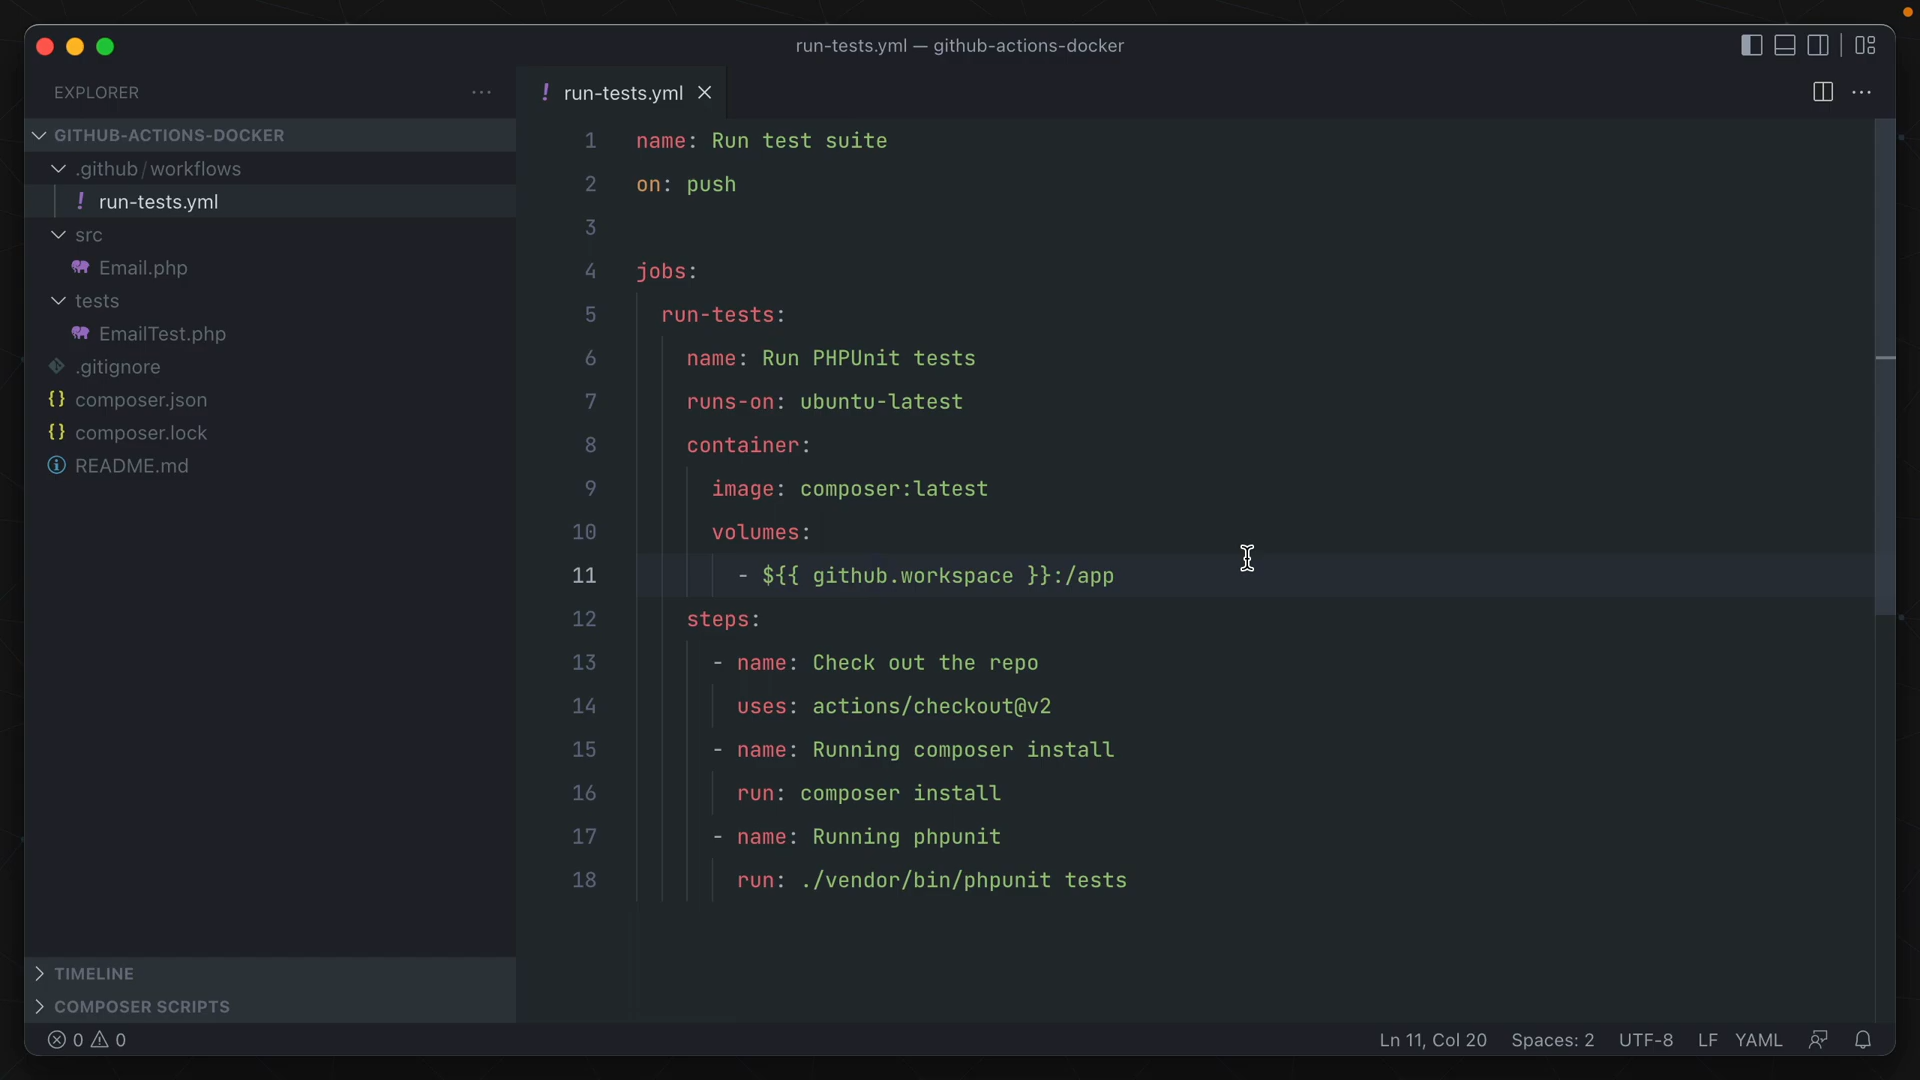 run-tests.yml — github-actions-docker
EXPLORER
run-tests.yml
GITHUB-ACTIONS-DOCKER
.github/workflows
run-tests.yml
src
Email.php
tests
EmailTest.php
.gitignore
composer.json
composer.lock
README.md
TIMELINE
COMPOSER SCRIPTS
1 name: Run test suite
2 on: push
3
4 jobs:
5 run-tests:
6 name: Run PHPUnit tests
7 runs-on: ubuntu-latest
8 container:
9 image: composer:latest
10 volumes:
11 - ${{ github.workspace }}:/app
12 steps:
13 - name: Check out the repo
14 uses: actions/checkout@v2
15 - name: Running composer install
16 run: composer install
17 - name: Running phpunit
18 run: ./vendor/bin/phpunit tests
0 0 Ln 11, Col 20 Spaces: 2 UTF-8 LF YAML